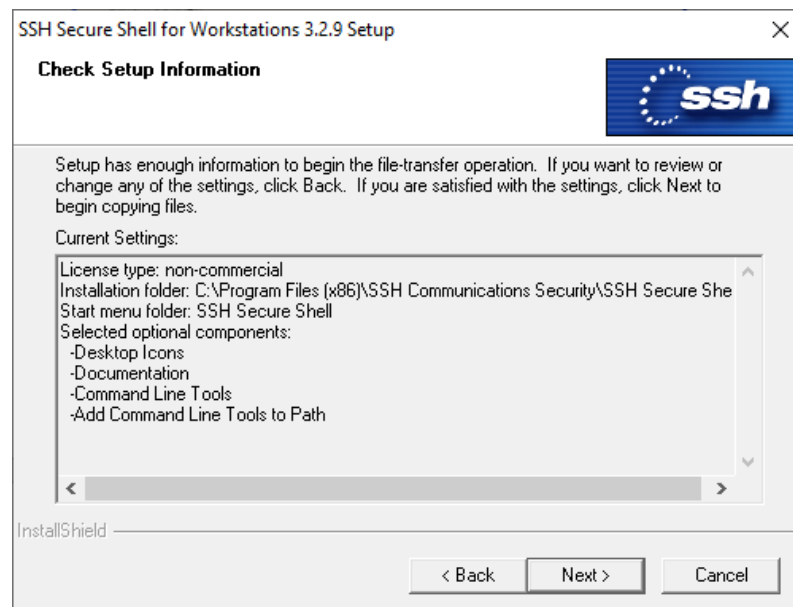 SSH Secure Shell for Workstations 3.2.9 Setup
Check Setup Information
ssh
Setup has enough information to begin the file-transfer operation. If you want to review or
change any of the settings, click Back. If you are satisfied with the settings, click Next to
begin copying files.
Current Settings:
License type: non-commercial
Installation folder: C:\Program Files (x86)\SSH Communications Security\SSH Secure She
Start menu folder: SSH Secure Shell
Selected optional components:
-Desktop Icons
-Documentation
-Command Line Tools
-Add Command Line Tools to Path
InstallShield
< Back Next > Cancel